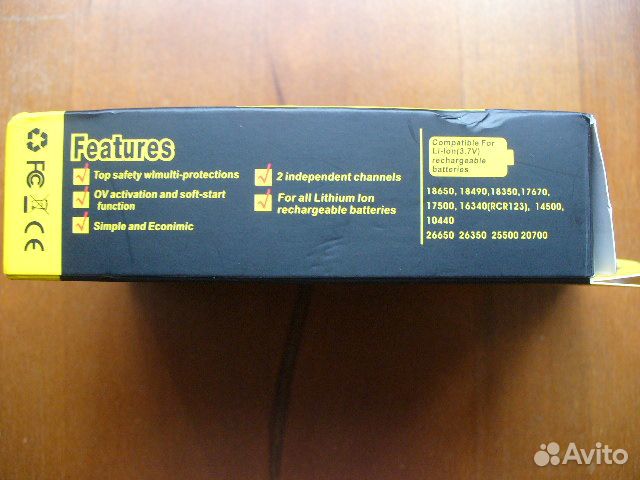 Features
Top safety wlmulti-protections
OV activation and soft-start
function
Simple and Econimic
2 independent channels
For all Lithium Ion
rechargeable batteries
Compatible For
Li-Ion(3.7V)
rechargeable
batteries
18650, 18490,18350,17670,
17500, 16340(RCR123), 14500,
10440
26650 26350 25500 20700
FC CE
Avito